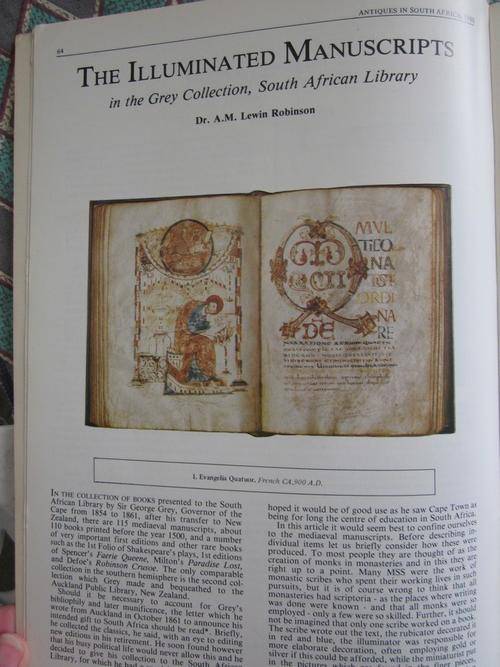 64
ANTIQUES IN SOUTH AFRICA,
THE ILLUMINATED MANUSCRIPTS
in the Grey Collection, South African Library
Dr. A.M. Lewin Robinson
MVL
TIDO
NA
ORDI
NA
RE
1. Evangelia Quatuor, French CA.900 A.D.
IN THE COLLECTION OF BOOKS presented to the South
African Library by Sir George Grey, Governor of the
Cape from 1854 to 1861, after his transfer to New
Zealand, there are 115 mediaeval manuscripts, about
110 books printed before the year 1500, and a number
of very important first editions and other rare books
such as the 1st Folio of Shakespeare's plays, 1st editions
of Spencer's Faerie Queene, Milton's Paradise Lost,
and Defoe's Robinson Crusoe. The only comparable
collection in the southern hemisphere is the second col-
lection which Grey made and bequeathed to the
Auckland Public Library, New Zealand.
Should it be necessary to account for Grey's
bibliophily and later munificence, the letter which he
wrote from Auckland in October 1861 to announce his
intended gift to South Africa should be read*. Briefly,
he collected the classics, he said, with an eye to editing
new editions in his retirement. He soon found however
that his busy political life would never allow this and he
decided to give his collection to the South African
Library, for which he had
hoped it would be of good use as he saw Cape Town as
being for long the centre of education in South Africa.
In this article it would seem best to confine ourselves
to the mediaeval manuscripts. Before describing in-
dividual items let us briefly consider how these were
produced. To most people they are thought of as the
creation of monks in monasteries and in this they are
right up to a point. Many MSS were the work of
monastic scribes who spent their working lives in such
pursuits, but it is of course wrong to think that all
monasteries had scriptoria - as the places where writing
was done were known - and that all monks were so
employed - only a few were so skilled. Further, it should
not be imagined that only one scribe worked on a book.
The scribe wrote out the text, the rubricator decorated it
in red and blue, the illuminator was responsible for
more elaborate decoration, often employing gold or
silver if this could be afforded, while the miniaturist put
in the picture